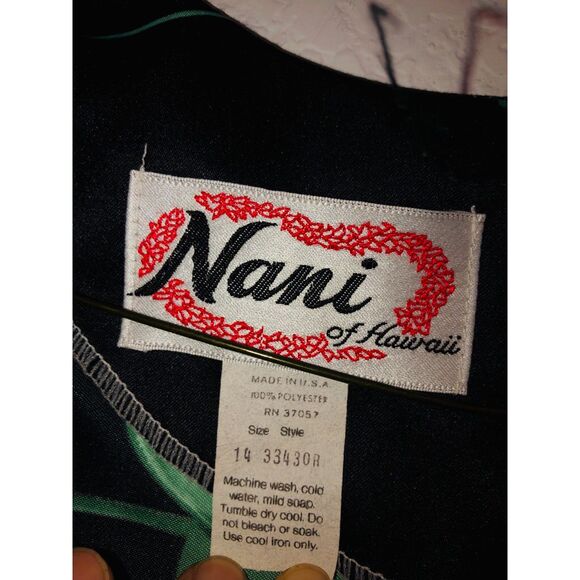 Nani
of Hawaii
MADE IN U.S.A.
100% POLYESTER
RN 37057
Size Style
14 33430R
Machine wash, cold
water, mild soap.
Tumble dry cool. Do
not bleach or soak.
Use cool iron only.